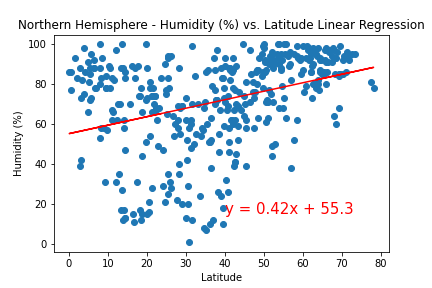 Northern Hemisphere - Humidity (%) vs. Latitude Linear Regression
100
80
60
40
20
0
Humidity (%)
y = 0.42x + 55.3
0 10 20 30 40 50 60 70 80
Latitude